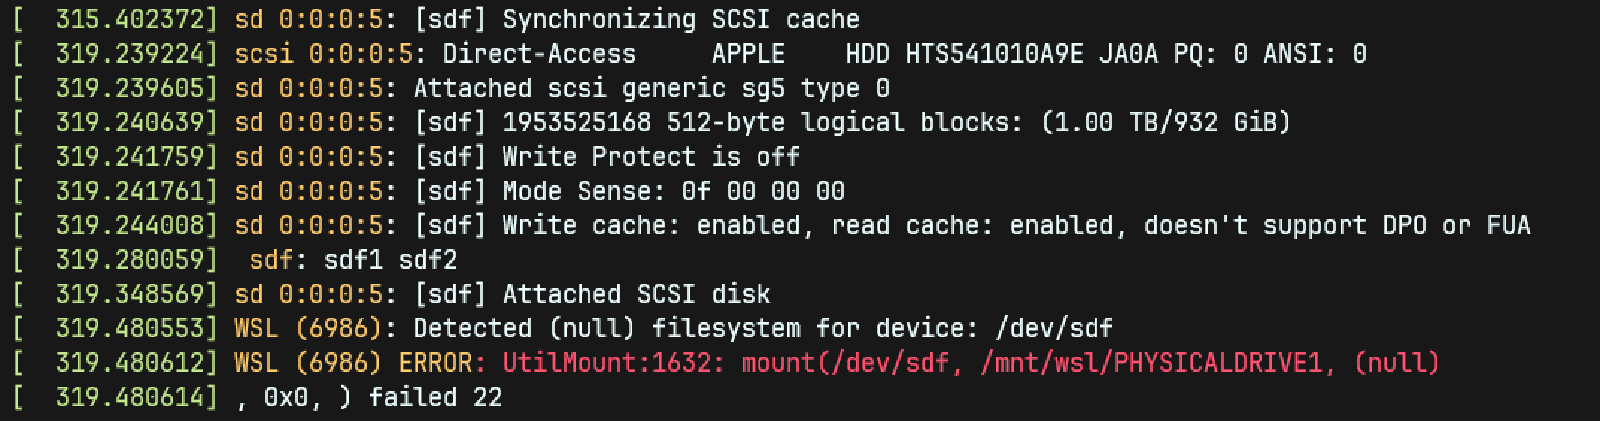 [  315.402372] sd 0:0:0:5: [sdf] Synchronizing SCSI cache
[  319.239224] scsi 0:0:0:5: Direct-Access     APPLE    HDD HTS541010A9E JA0A PQ: 0 ANSI: 0
[  319.239605] sd 0:0:0:5: Attached scsi generic sg5 type 0
[  319.240639] sd 0:0:0:5: [sdf] 1953525168 512-byte logical blocks: (1.00 TB/932 GiB)
[  319.241759] sd 0:0:0:5: [sdf] Write Protect is off
[  319.241761] sd 0:0:0:5: [sdf] Mode Sense: 0f 00 00 00
[  319.244008] sd 0:0:0:5: [sdf] Write cache: enabled, read cache: enabled, doesn't support DPO or FUA
[  319.280059]  sdf: sdf1 sdf2
[  319.348569] sd 0:0:0:5: [sdf] Attached SCSI disk
[  319.480553] WSL (6986): Detected (null) filesystem for device: /dev/sdf
[  319.480612] WSL (6986) ERROR: UtilMount:1632: mount(/dev/sdf, /mnt/wsl/PHYSICALDRIVE1, (null)
[  319.480614] , 0x0, ) failed 22